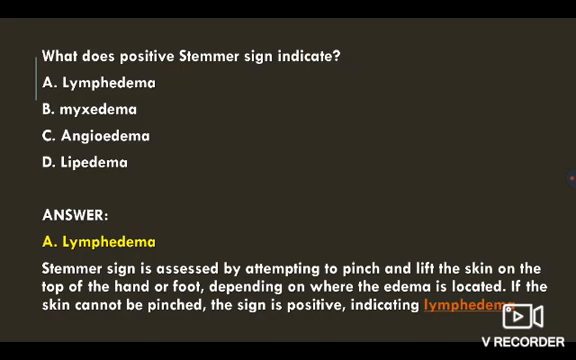 What does positive Stemmer sign indicate?
A. Lymphedema
B. myxedema
C. Angioedema
D. Lipedema
ANSWER:
A. Lymphedema
Stemmer sign is assessed by attempting to pinch and lift the skin on the
top of the hand or foot, depending on where the edema is located. If the
skin cannot be pinched, the sign is positive, indicating lymphedema
V RECORDER